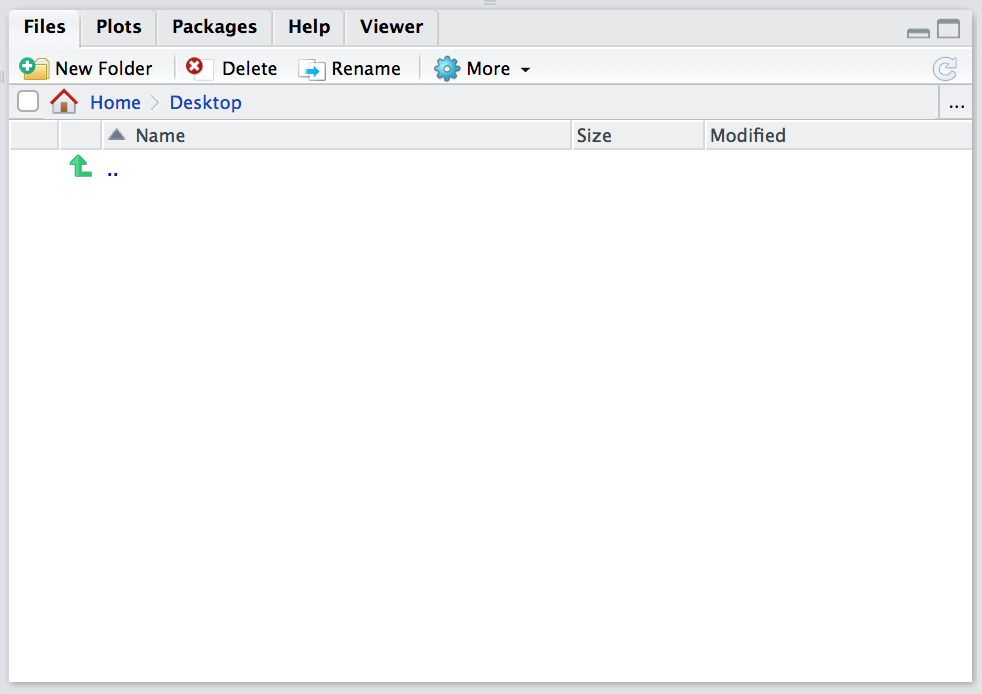 Files Plots Packages Help Viewer
New Folder Delete Rename More
Home Desktop ...
Name Size Modified
..